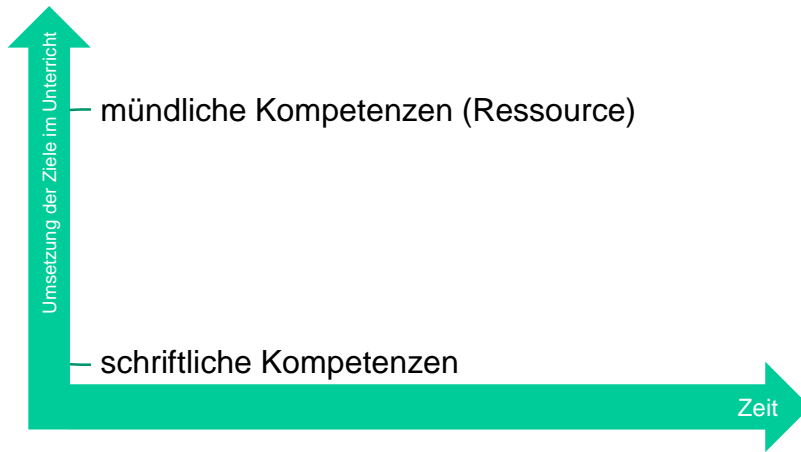 Umsetzung der Ziele im Unterricht
mündliche Kompetenzen (Ressource)
schriftliche Kompetenzen
Zeit